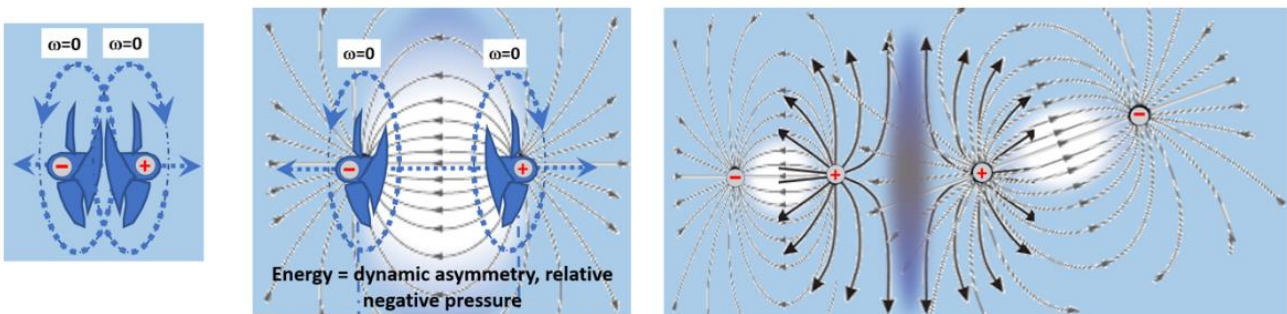 ω=0 ω=0
− +
ω=0 ω=0
− +
Energy = dynamic asymmetry, relative
negative pressure
− + + −